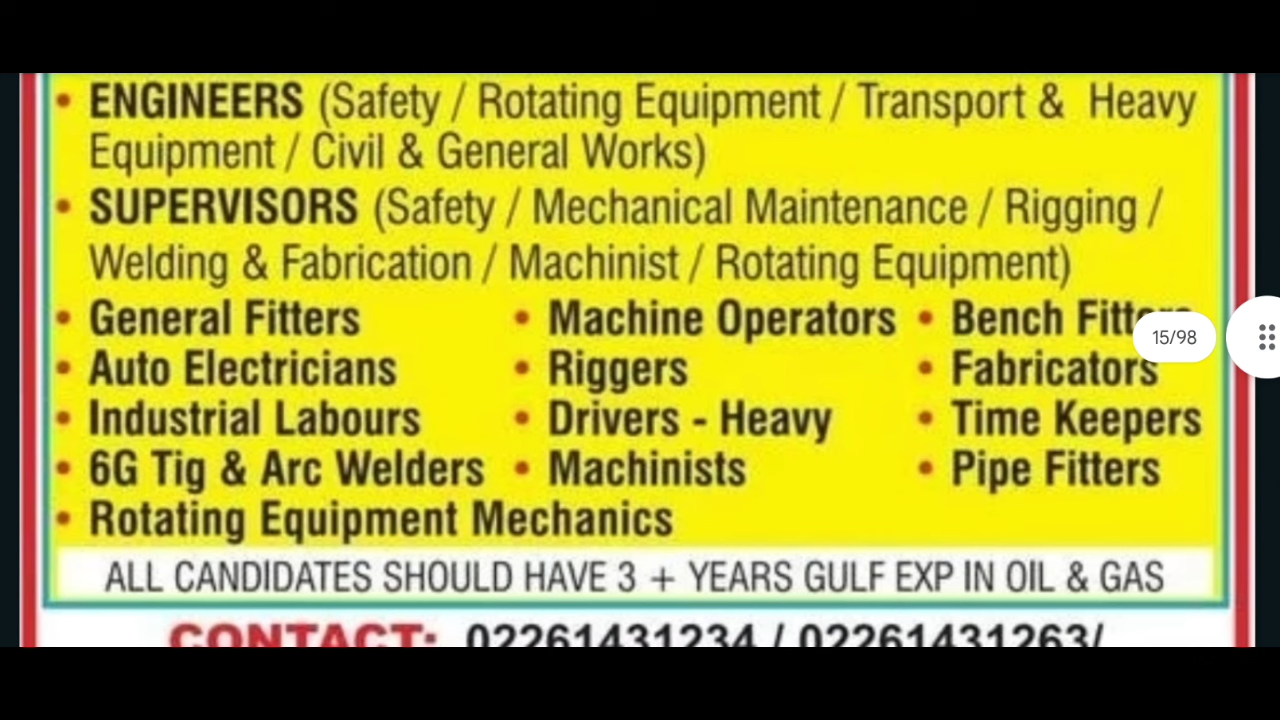 • ENGINEERS (Safety / Rotating Equipment / Transport & Heavy
Equipment / Civil & General Works)
• SUPERVISORS (Safety / Mechanical Maintenance / Rigging /
Welding & Fabrication / Machinist / Rotating Equipment)
• General Fitters • Machine Operators • Bench Fitters
15/98
• Auto Electricians • Riggers • Fabricators
• Industrial Labours • Drivers - Heavy • Time Keepers
• 6G Tig & Arc Welders • Machinists • Pipe Fitters
• Rotating Equipment Mechanics
ALL CANDIDATES SHOULD HAVE 3 + YEARS GULF EXP IN OIL & GAS
CONTACT: 02261431234 / 02261431263/